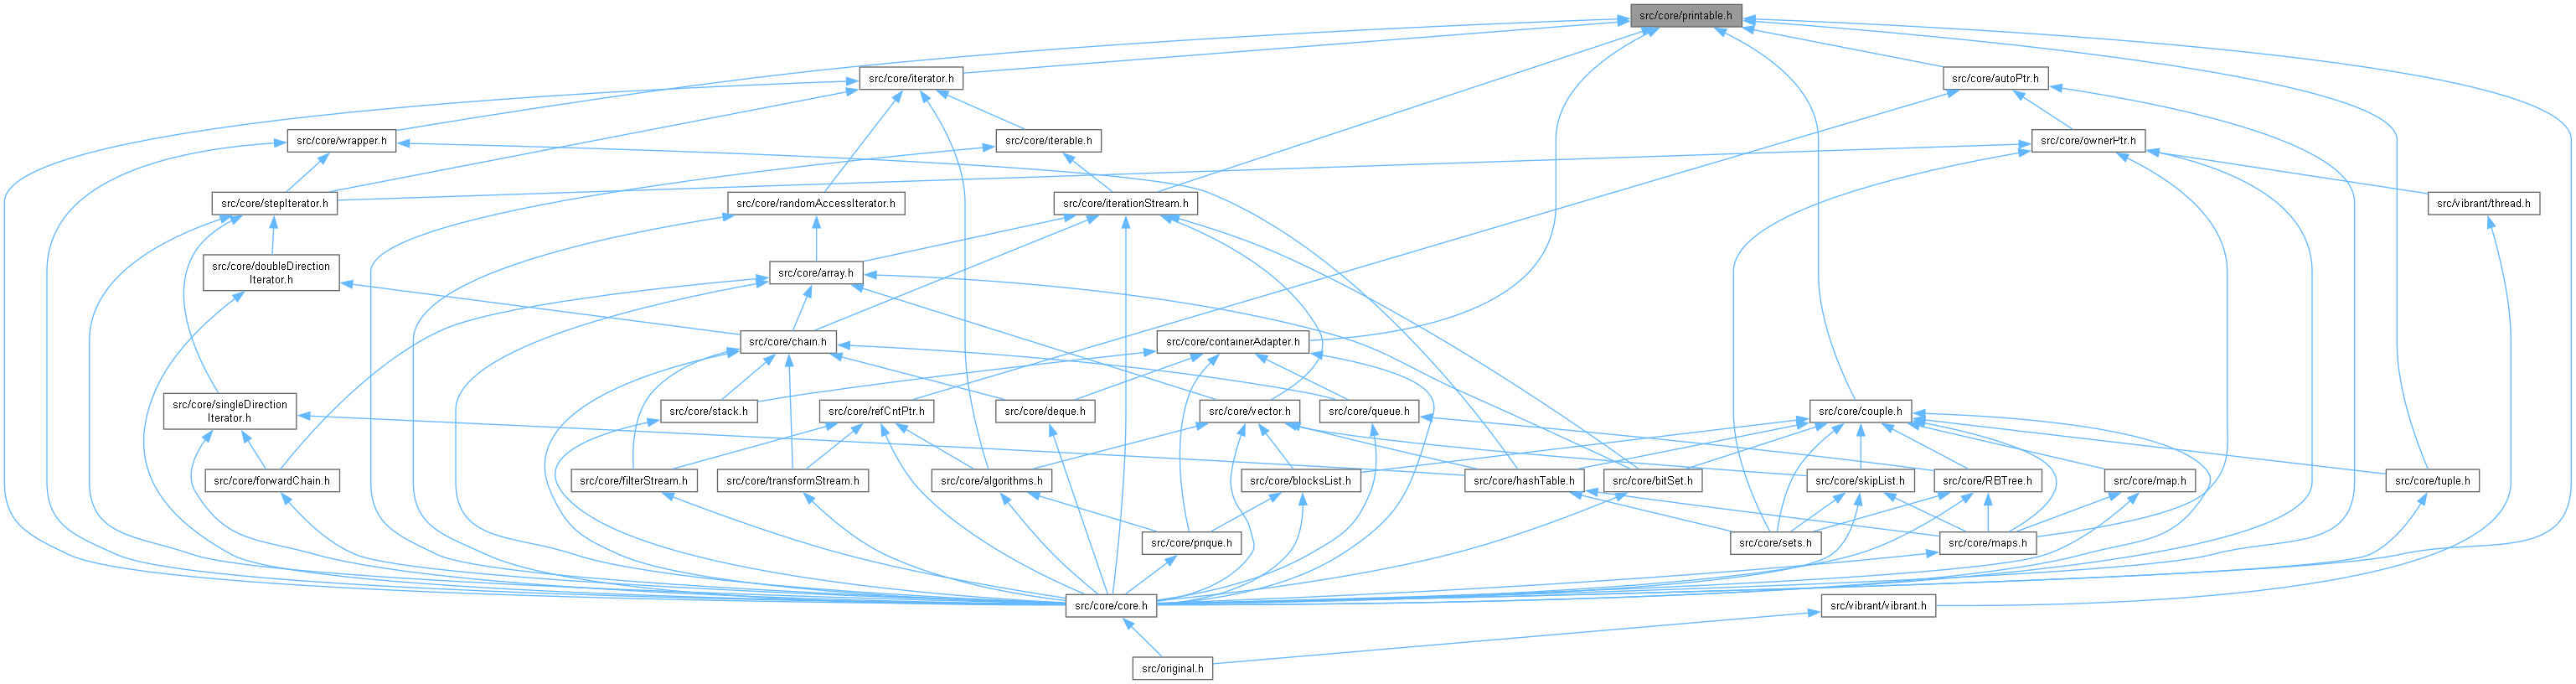 src/core/printable.h
src/core/iterator.h
src/core/autoPtr.h
src/core/wrapper.h
src/core/iterable.h
src/core/ownerPtr.h
src/core/stepIterator.h
src/core/randomAccessIterator.h
src/core/iterationStream.h
src/vibrant/thread.h
src/core/doubleDirection
Iterator.h
src/core/array.h
src/core/chain.h
src/core/containerAdapter.h
src/core/singleDirection
Iterator.h
src/core/stack.h
src/core/refCntPtr.h
src/core/deque.h
src/core/vector.h
src/core/queue.h
src/core/couple.h
src/core/forwardChain.h
src/core/filterStream.h
src/core/transformStream.h
src/core/algorithms.h
src/core/blocksList.h
src/core/hashTable.h
src/core/bitSet.h
src/core/skipList.h
src/core/RBTree.h
src/core/map.h
src/core/tuple.h
src/core/prique.h
src/core/sets.h
src/core/maps.h
src/core/core.h
src/vibrant/vibrant.h
src/original.h